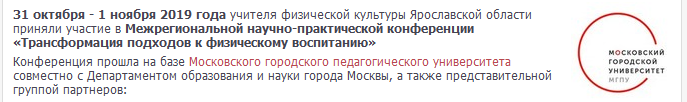 31 октября - 1 ноября 2019 года учителя физической культуры Ярославской области
приняли участие в Межрегиональной научно-практической конференции
«Трансформация подходов к физическому воспитанию»
Конференция прошла на базе Московского городского педагогического университета
совместно с Департаментом образования и науки города Москвы, а также представительной
группой партнеров:
МОСКОВСКИЙ
ГОРОДСКОЙ
УНИВЕРСИТЕТ
МГПУ